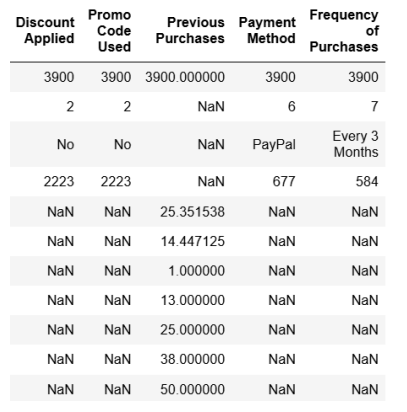 Discount Applied Promo Code Used Previous Purchases Payment Method Frequency of Purchases
3900 3900 3900.000000 3900 3900
2 2 NaN 6 7
No No NaN PayPal Every 3 Months
2223 2223 NaN 677 584
NaN NaN 25.351538 NaN NaN
NaN NaN 14.447125 NaN NaN
NaN NaN 1.000000 NaN NaN
NaN NaN 13.000000 NaN NaN
NaN NaN 25.000000 NaN NaN
NaN NaN 38.000000 NaN NaN
NaN NaN 50.000000 NaN NaN